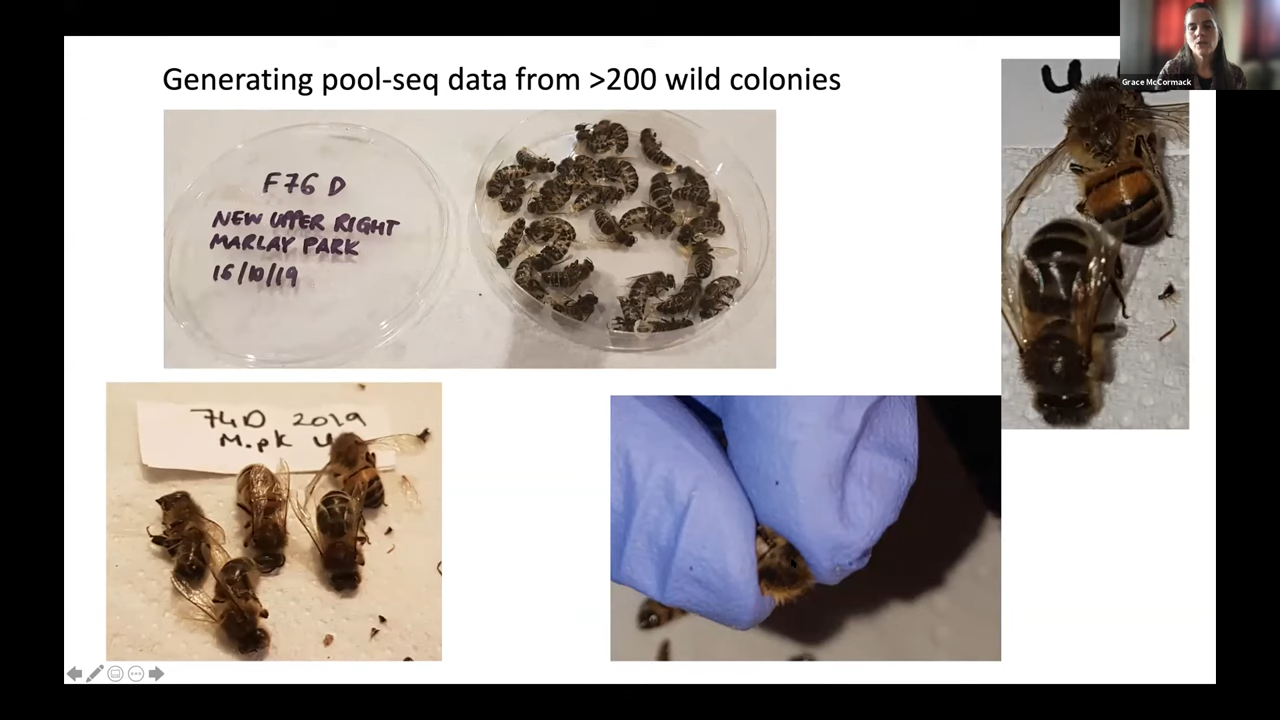 Generating pool-seq data from >200 wild colonies
Grace McCormack
F76 D
NEW UPPER RIGHT
MARLAY PARK
16/10/19
74D 2019
M.pk